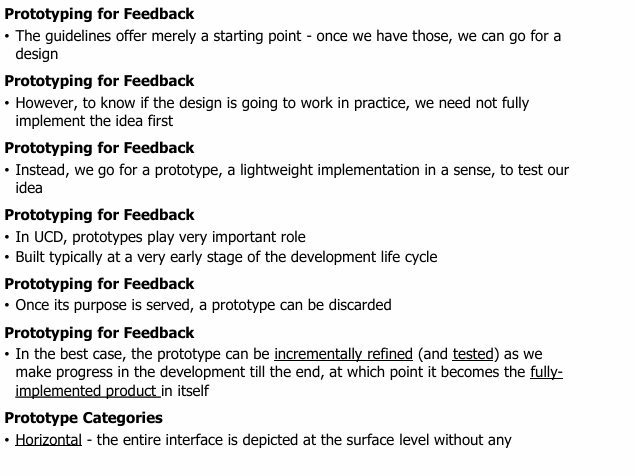 Prototyping for Feedback
• The guidelines offer merely a starting point - once we have those, we can go for a
design
Prototyping for Feedback
• However, to know if the design is going to work in practice, we need not fully
implement the idea first
Prototyping for Feedback
• Instead, we go for a prototype, a lightweight implementation in a sense, to test our
idea
Prototyping for Feedback
• In UCD, prototypes play very important role
• Built typically at a very early stage of the development life cycle
Prototyping for Feedback
• Once its purpose is served, a prototype can be discarded
Prototyping for Feedback
• In the best case, the prototype can be incrementally refined (and tested) as we
make progress in the development till the end, at which point it becomes the fully-
implemented product in itself
Prototype Categories
• Horizontal - the entire interface is depicted at the surface level without any